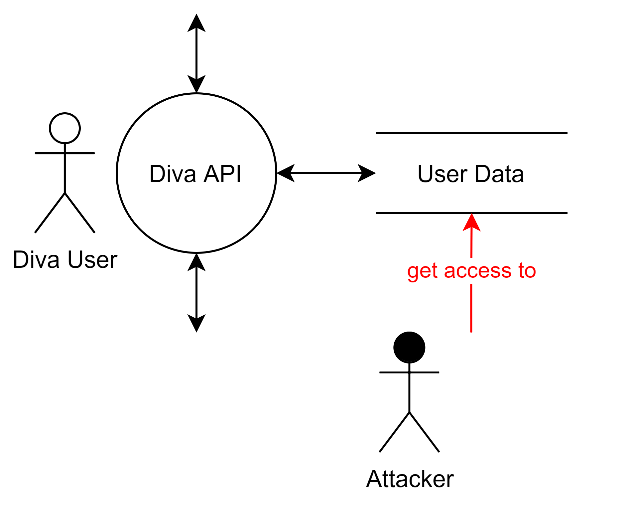 Diva API
User Data
Diva User
get access to
Attacker